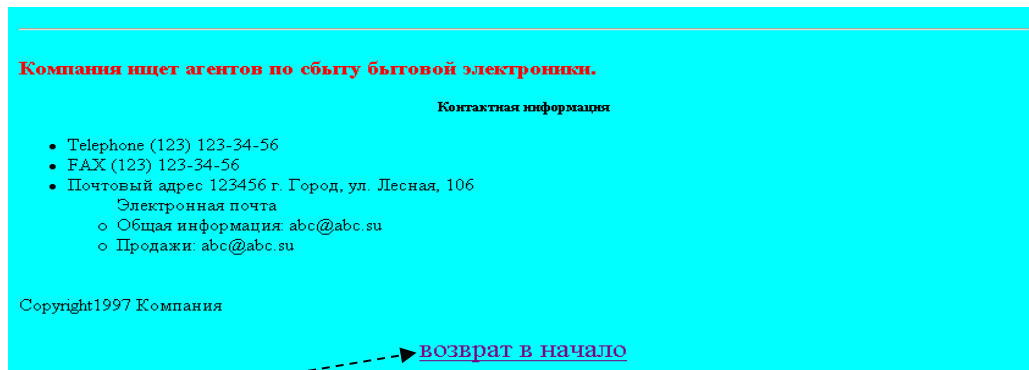 Компания ищет агентов по сбыту бытовой электроники.
Контактная информация
Telephone (123) 123-34-56
FAX (123) 123-34-56
Почтовый адрес 123456 г. Город, ул. Лесная, 106
Электронная почта
Общая информация: abc@abc.su
Продажи: abc@abc.su
Copyright1997 Компания
возврат в начало